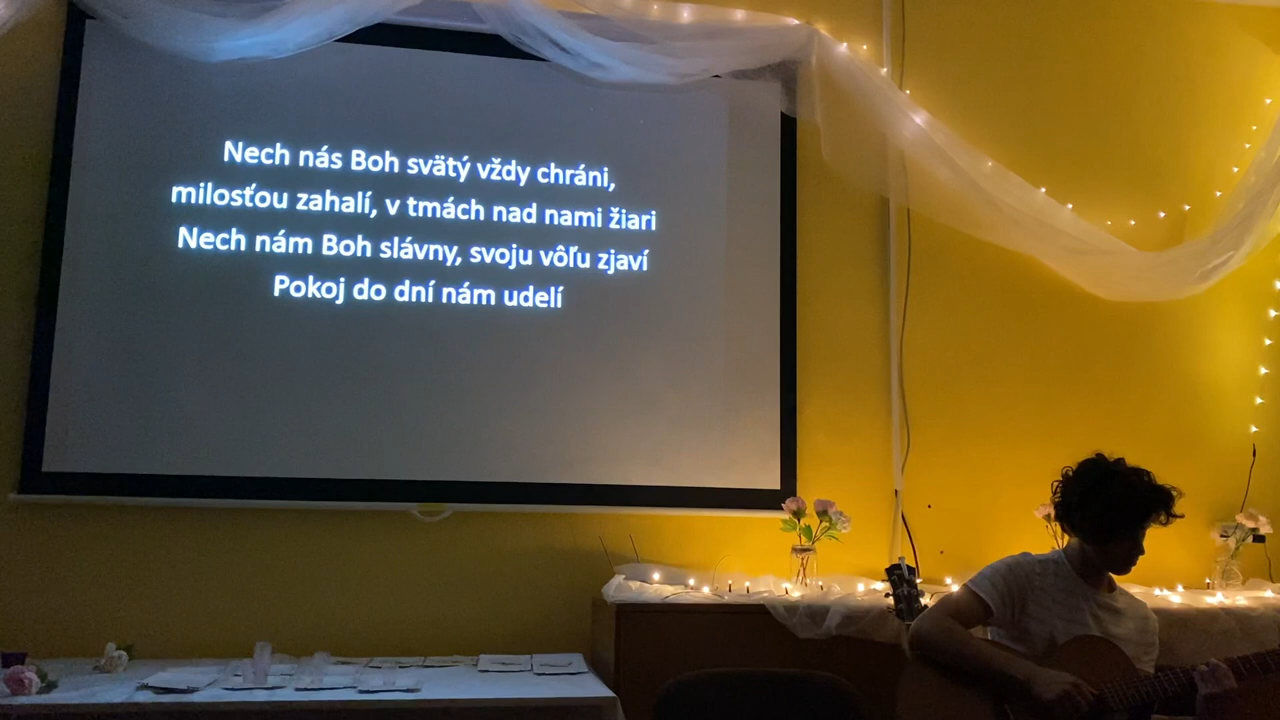 Nech nás Boh svätý vždy chráni,
milosťou zahalí, v tmách nad nami žiari
Nech nám Boh slávny, svoju vôľu zjaví
Pokoj do dní nám udelí